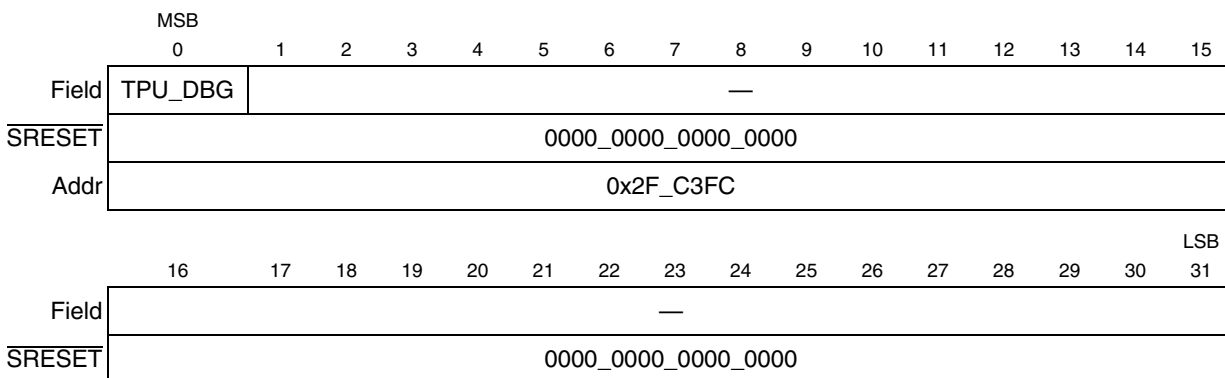 MSB
0 1 2 3 4 5 6 7 8 9 10 11 12 13 14 15
Field TPU_DBG —
SRESET 0000_0000_0000_0000
Addr 0x2F_C3FC
LSB
16 17 18 19 20 21 22 23 24 25 26 27 28 29 30 31
Field —
SRESET 0000_0000_0000_0000